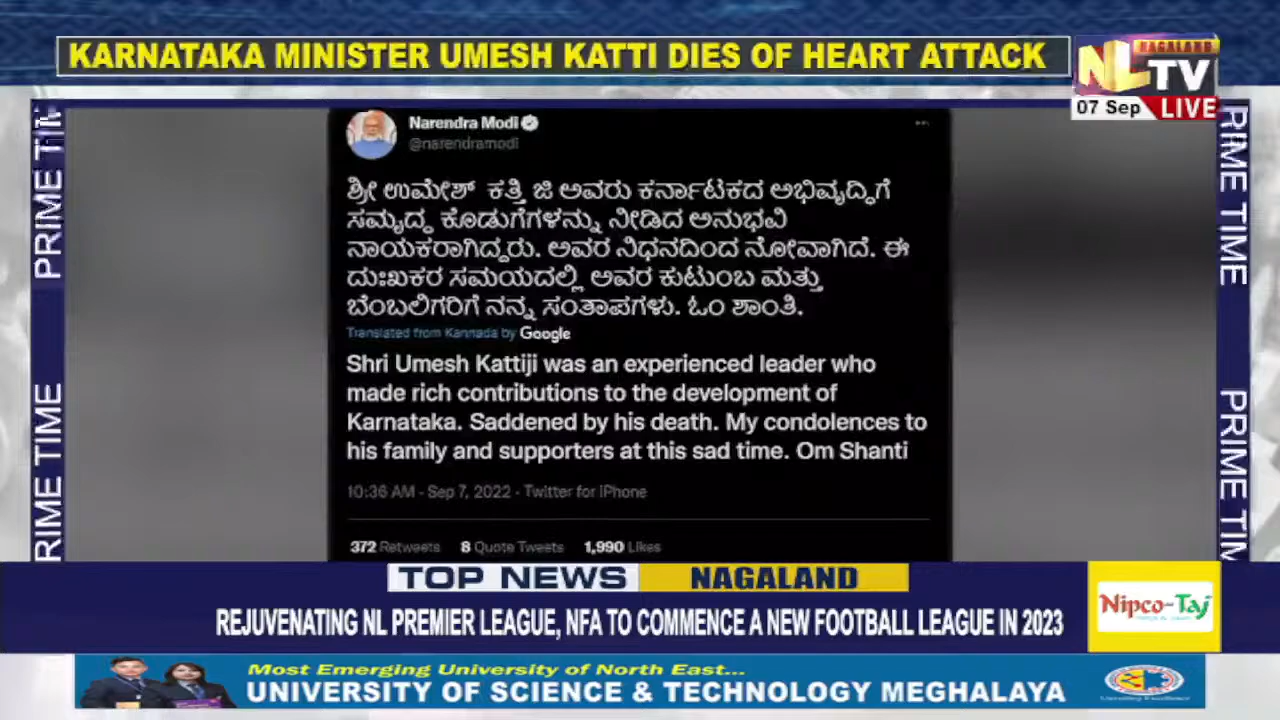 KARNATAKA MINISTER UMESH KATTI DIES OF HEART ATTACK
NAGALAND
NLTV
07 Sep LIVE
PRIME TIM
RIME TIME
Narendra Modi
@narendramodi
ಶ್ರೀ ಉಮೇಶ್ ಕತ್ತಿ ಜಿ ಅವರು ಕರ್ನಾಟಕದ ಅಭಿವೃದ್ಧಿಗೆ
ಸಮೃದ್ಧ ಕೊಡುಗೆಗಳನ್ನು ನೀಡಿದ ಅನುಭವಿ
ನಾಯಕರಾಗಿದ್ದರು. ಅವರ ನಿಧನದಿಂದ ನೋವಾಗಿದೆ. ಈ
ದುಃಖಕರ ಸಮಯದಲ್ಲಿ ಅವರ ಕುಟುಂಬ ಮತ್ತು
ಬೆಂಬಲಿಗರಿಗೆ ನನ್ನ ಸಂತಾಪಗಳು. ಓಂ ಶಾಂತಿ.
Translated from Kannada by Google
Shri Umesh Kattiji was an experienced leader who
made rich contributions to the development of
Karnataka. Saddened by his death. My condolences to
his family and supporters at this sad time. Om Shanti
10:36 AM - Sep 7, 2022 - Twitter for iPhone
372 Retweets 8 Quote Tweets 1,990 Likes
RIME TIME
PRIME TIM
TOP NEWS NAGALAND
REJUVENATING NL PREMIER LEAGUE, NFA TO COMMENCE A NEW FOOTBALL LEAGUE IN 2023
Nipco-Taj
Most Emerging University of North East...
UNIVERSITY OF SCIENCE & TECHNOLOGY MEGHALAYA